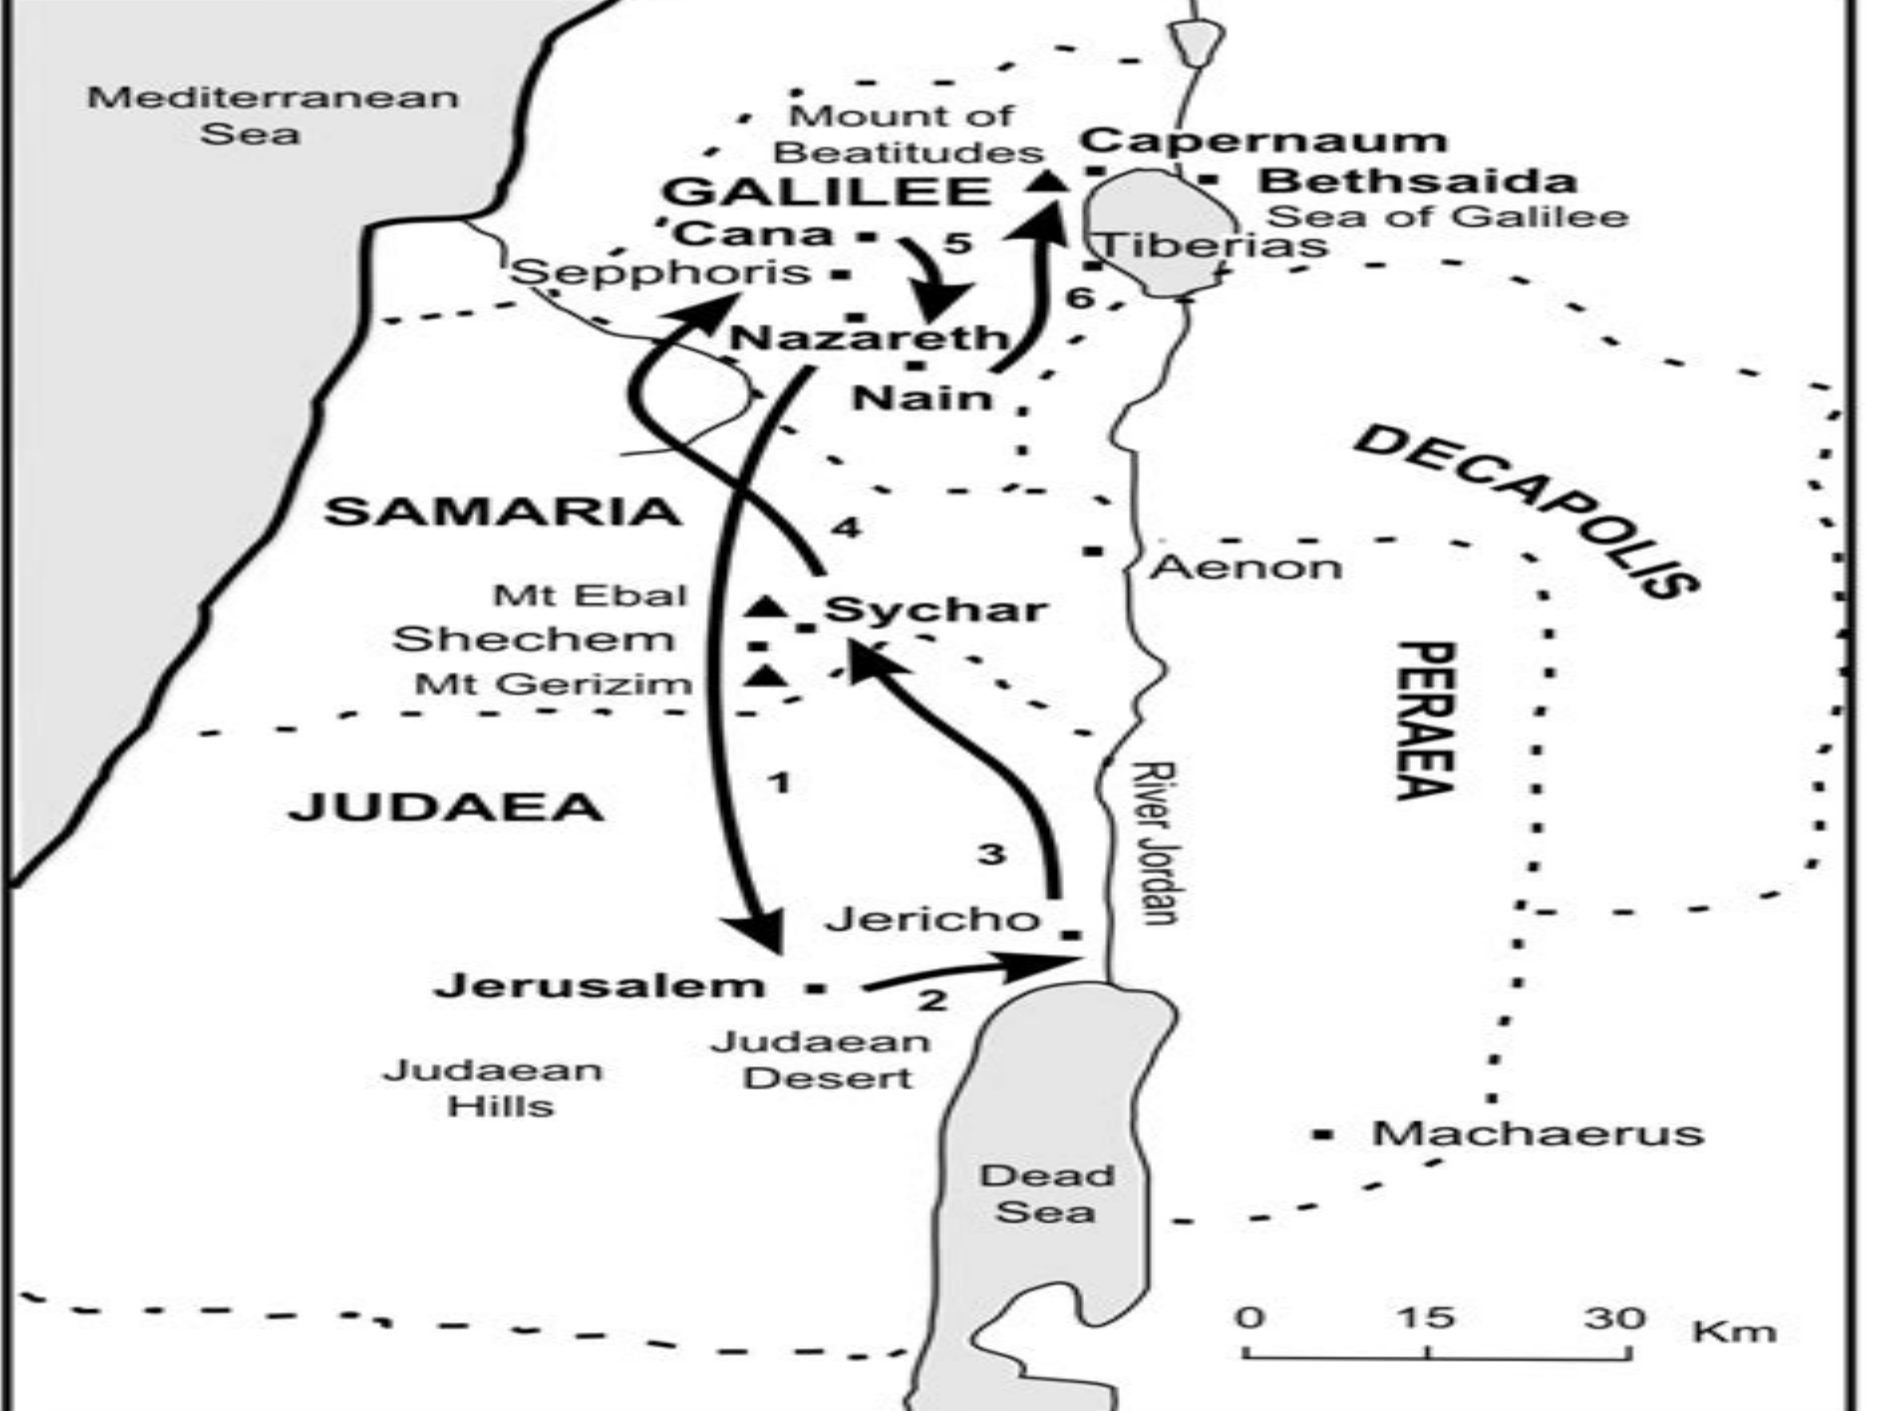 Mediterranean
Sea
Mount of
Beatitudes
Capernaum
GALILEE
Bethsaida
Sea of Galilee
Cana
5
Tiberias
Sepphoris
6
Nazareth
Nain
DECAPOLIS
SAMARIA
4
Aenon
Mt Ebal
Sychar
Shechem
Mt Gerizim
PERAEA
1
JUDAEA
River Jordan
3
Jericho
Jerusalem
2
Judaean
Desert
Judaean
Hills
Machaerus
Dead
Sea
0 15 30 Km